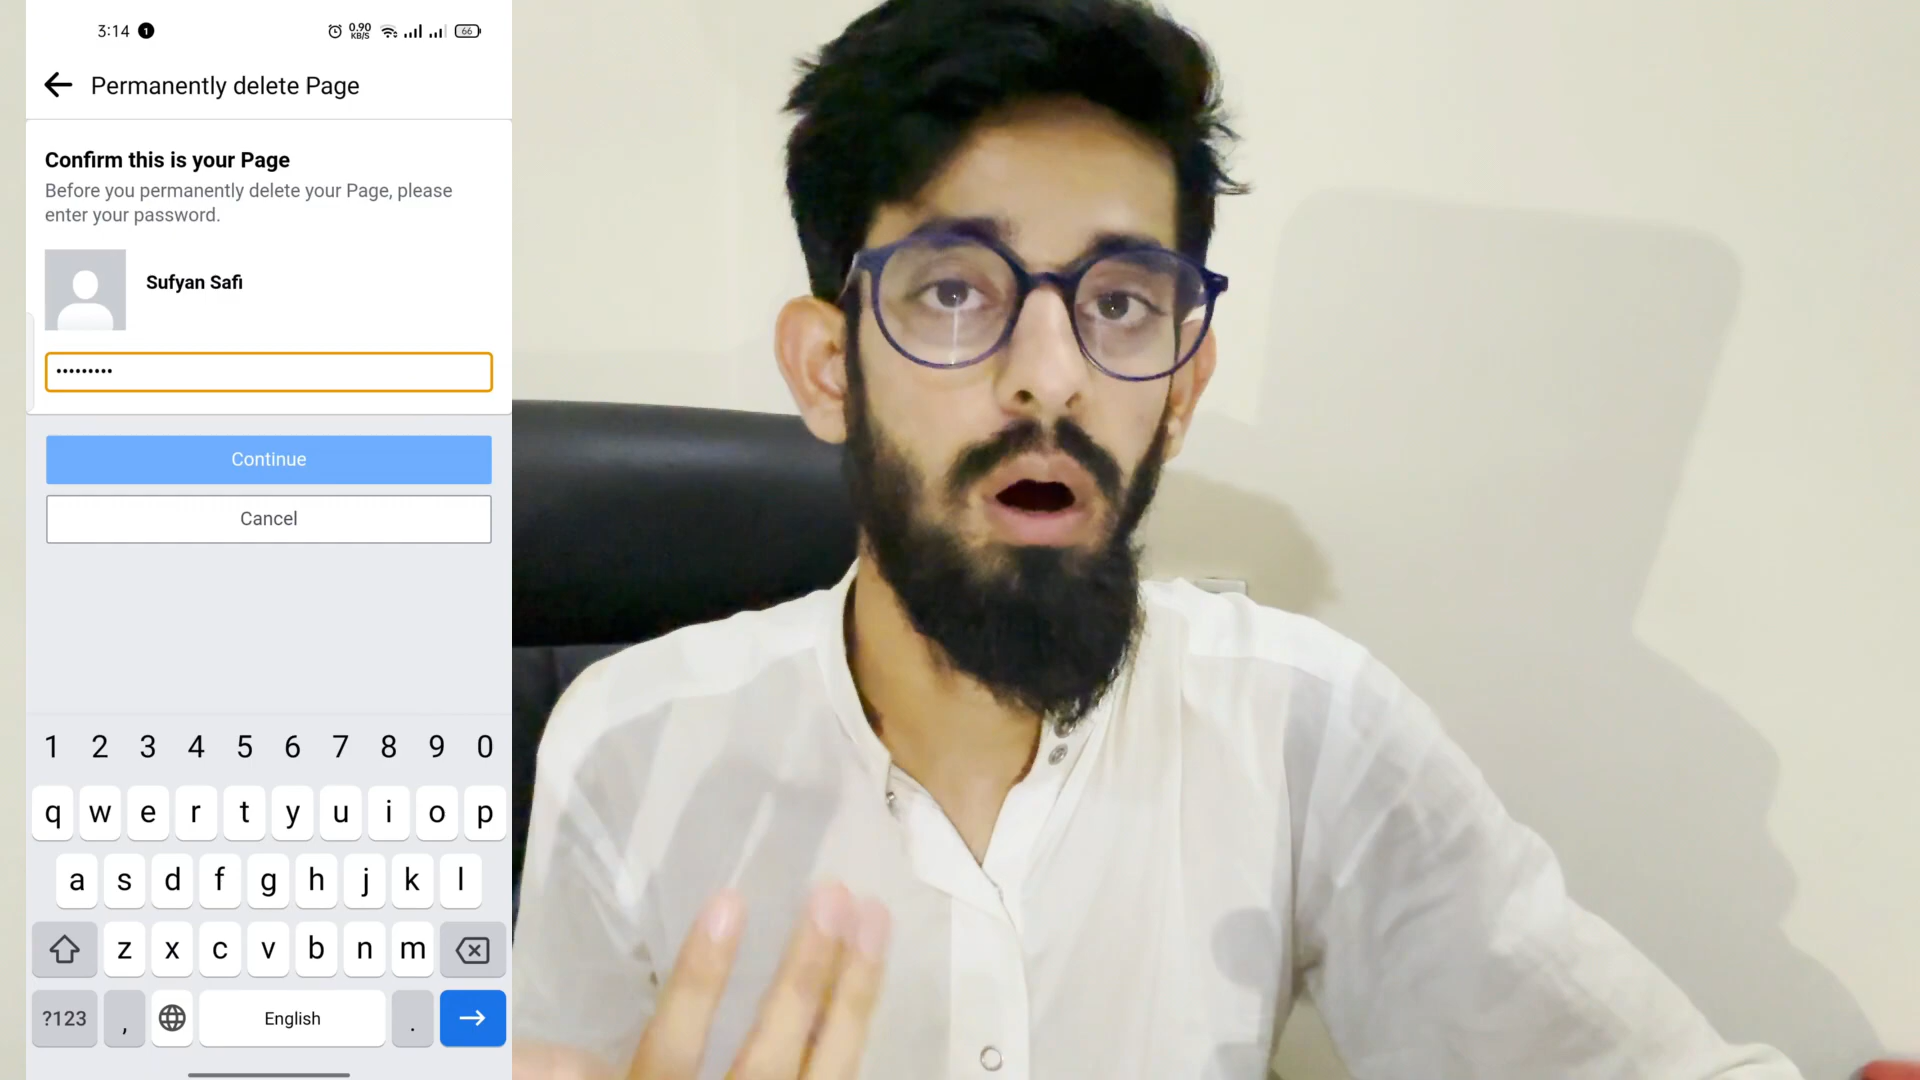 3:14 1 0.90 KB/S 66
Permanently delete Page
Confirm this is your Page
Before you permanently delete your Page, please
enter your password.
Sufyan Safi
•••••••••
Continue
Cancel
1 2 3 4 5 6 7 8 9 0
q w e r t y u i o p
a s d f g h j k l
z x c v b n m
?123 , English .